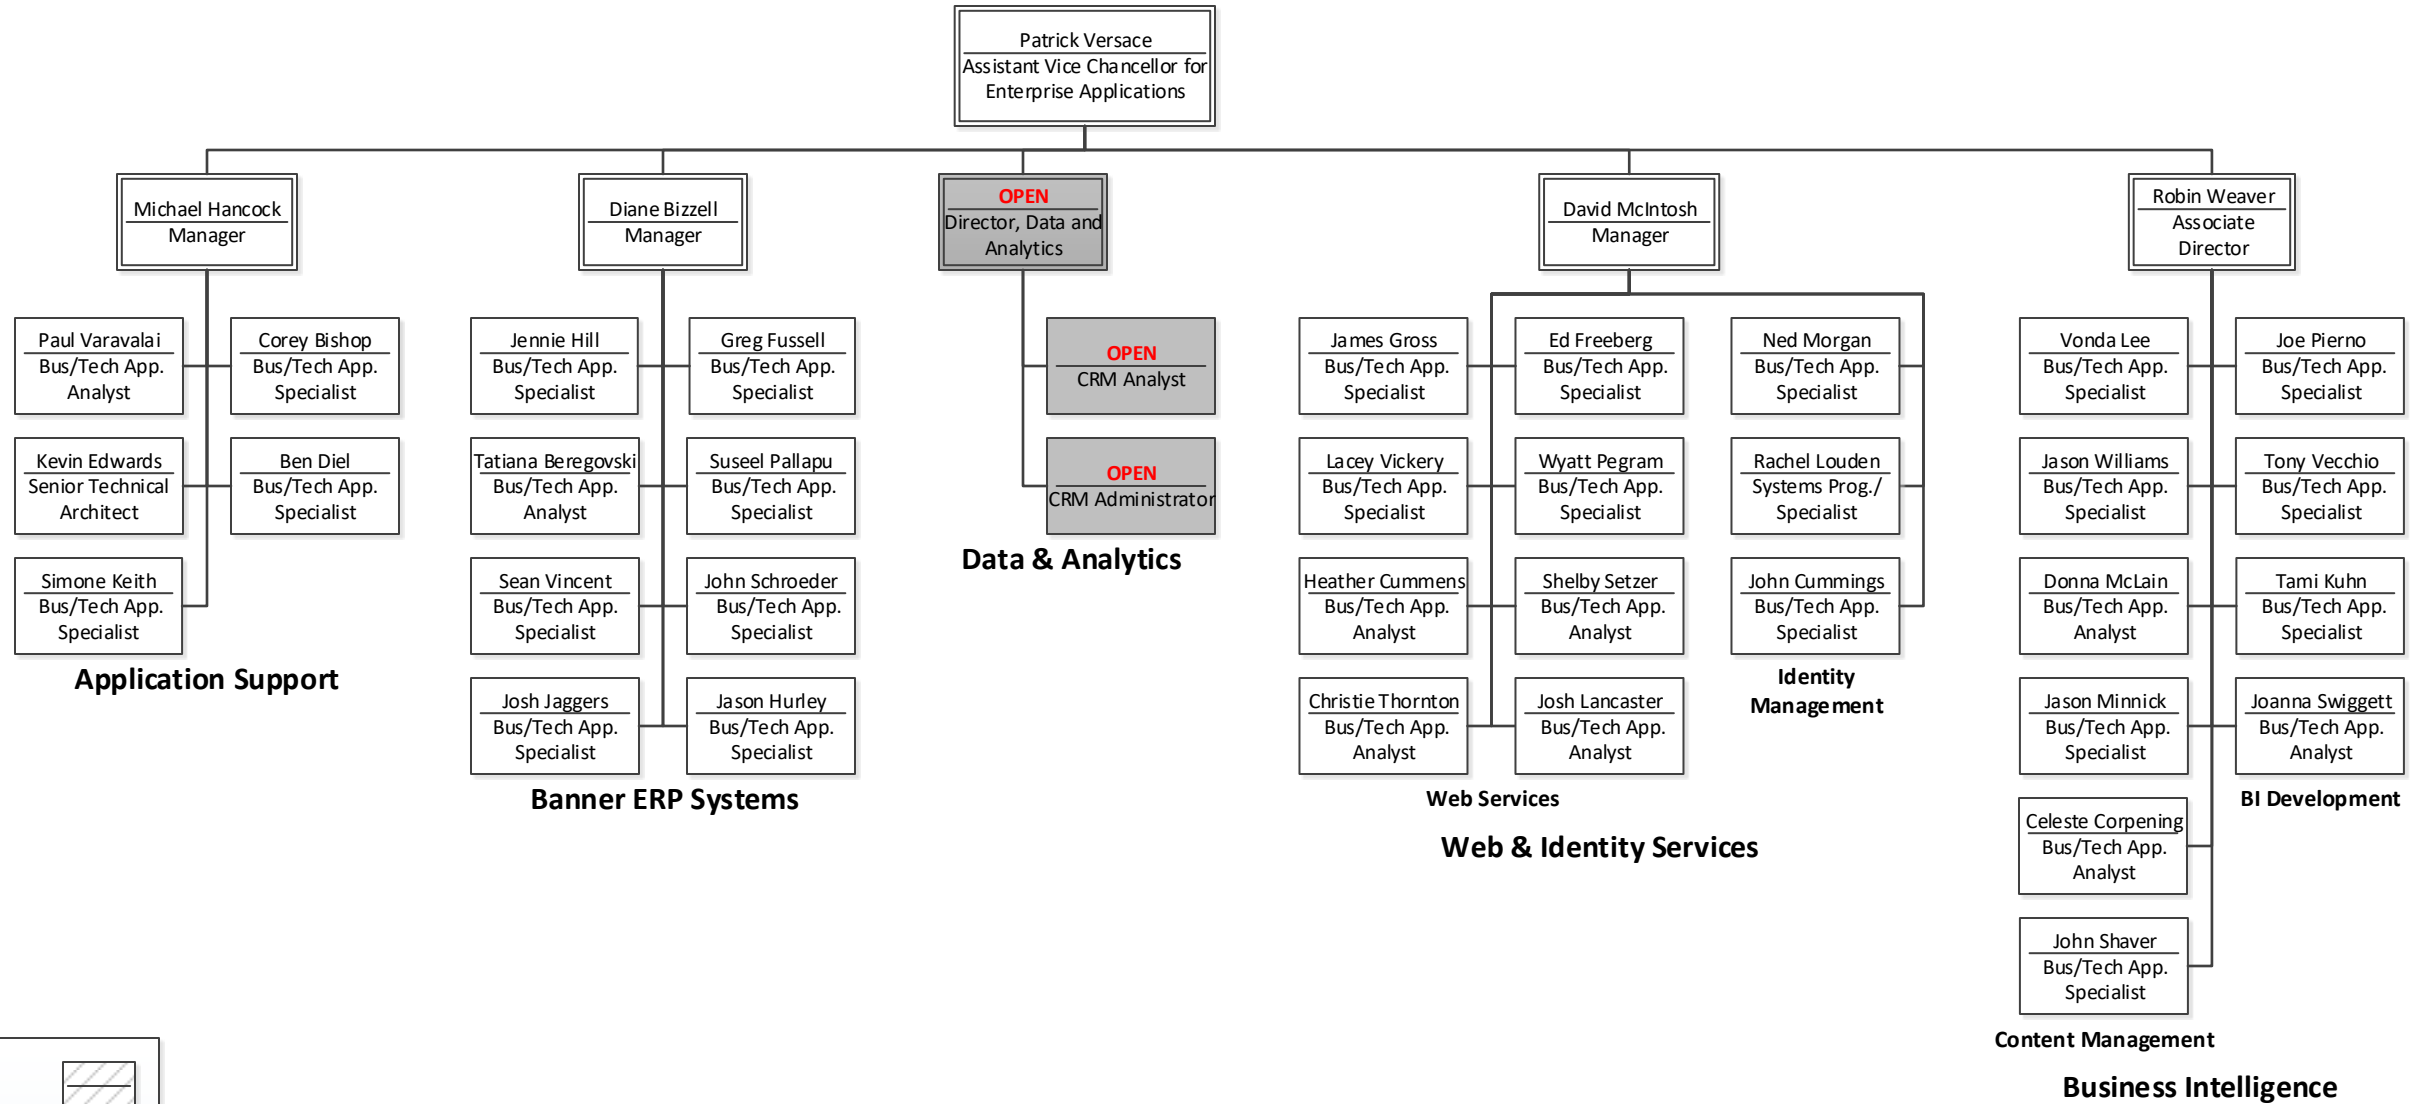 Patrick Versace
Assistant Vice Chancellor for
Enterprise Applications
Michael Hancock
Manager
Paul Varavalai
Bus/Tech App.
Analyst
Corey Bishop
Bus/Tech App.
Specialist
Kevin Edwards
Senior Technical
Architect
Ben Diel
Bus/Tech App.
Specialist
Simone Keith
Bus/Tech App.
Specialist
Application Support
Diane Bizzell
Manager
Jennie Hill
Bus/Tech App.
Specialist
Greg Fussell
Bus/Tech App.
Specialist
Tatiana Beregovski
Bus/Tech App.
Analyst
Suseel Pallapu
Bus/Tech App.
Specialist
Sean Vincent
Bus/Tech App.
Specialist
John Schroeder
Bus/Tech App.
Specialist
Josh Jaggers
Bus/Tech App.
Specialist
Jason Hurley
Bus/Tech App.
Specialist
Banner ERP Systems
OPEN
Director, Data and
Analytics
OPEN
CRM Analyst
OPEN
CRM Administrator
Data & Analytics
David McIntosh
Manager
James Gross
Bus/Tech App.
Specialist
Ed Freeberg
Bus/Tech App.
Specialist
Lacey Vickery
Bus/Tech App.
Specialist
Wyatt Pegram
Bus/Tech App.
Specialist
Heather Cummens
Bus/Tech App.
Analyst
Shelby Setzer
Bus/Tech App.
Analyst
Christie Thornton
Bus/Tech App.
Analyst
Josh Lancaster
Bus/Tech App.
Analyst
Web Services
Ned Morgan
Bus/Tech App.
Specialist
Rachel Louden
Systems Prog./
Specialist
John Cummings
Bus/Tech App.
Specialist
Identity
Management
Web & Identity Services
Robin Weaver
Associate
Director
Vonda Lee
Bus/Tech App.
Specialist
Jason Williams
Bus/Tech App.
Specialist
Donna McLain
Bus/Tech App.
Analyst
Jason Minnick
Bus/Tech App.
Specialist
Celeste Corpening
Bus/Tech App.
Analyst
John Shaver
Bus/Tech App.
Specialist
Content Management
Joe Pierno
Bus/Tech App.
Specialist
Tony Vecchio
Bus/Tech App.
Specialist
Tami Kuhn
Bus/Tech App.
Specialist
Joanna Swiggett
Bus/Tech App.
Analyst
BI Development
Business Intelligence